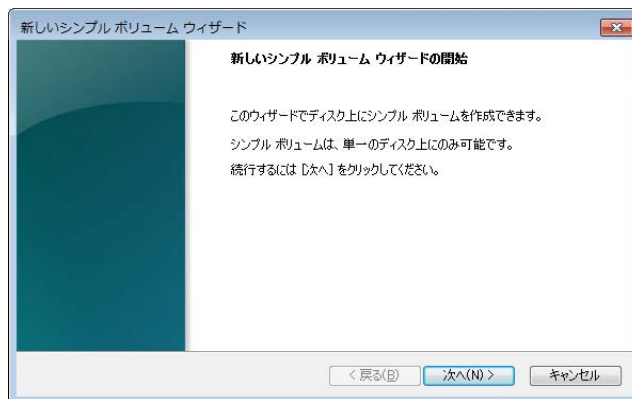 新しいシンプル ボリューム ウィザード
新しいシンプル ボリューム ウィザードの開始
このウィザードでディスク上にシンプル ボリュームを作成できます。
シンプル ボリュームは、単一のディスク上にのみ可能です。
続行するには [次へ] をクリックしてください。
< 戻る(B) 次へ(N) > キャンセル